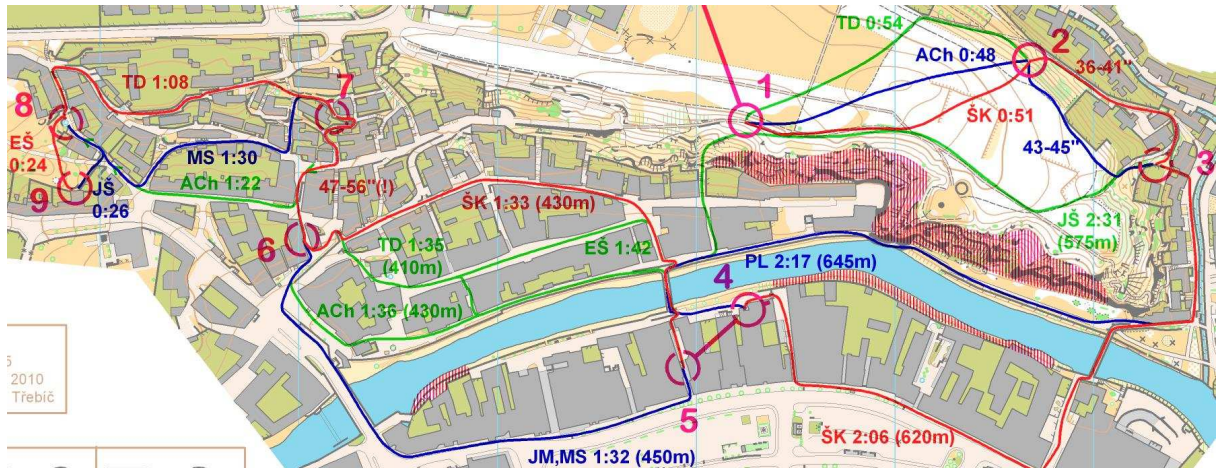 TD 0:54
2
ACh 0:48
36-41"
TD 1:08
7
8
1
ŠK 0:51
EŠ
0:24
MS 1:30
43-45"
3
ACh 1:22
47-56"(!)
9
JŠ
0:26
ŠK 1:33 (430m)
JŠ 2:31
(575m)
6
TD 1:35
(410m)
EŠ 1:42
PL 2:17 (645m)
4
ACh 1:36 (430m)
5
2010
Třebíč
5
ŠK 2:06 (620m)
JM,MS 1:32 (450m)